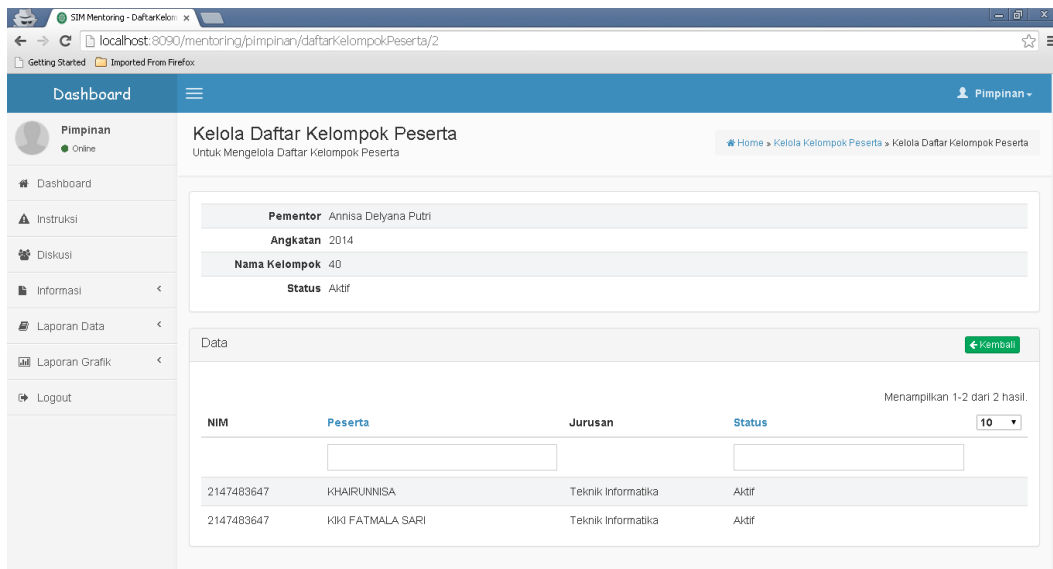 SIM Mentoring - DaftarKelom
localhost:8090/mentoring/pimpinan/daftarKelompokPeserta/2
Getting Started Imported From Firefox
Dashboard Pimpinan
Pimpinan
Online
Kelola Daftar Kelompok Peserta
Untuk Mengelola Daftar Kelompok Peserta
Home » Kelola Kelompok Peserta » Kelola Daftar Kelompok Peserta
Dashboard
Instruksi
Diskusi
Informasi
Laporan Data
Laporan Grafik
Logout
Pementor Annisa Delyana Putri
Angkatan 2014
Nama Kelompok 40
Status Aktif
Data Kembali
Menampilkan 1-2 dari 2 hasil.
NIM Peserta Jurusan Status 10
2147483647 KHAIRUNNISA Teknik Informatika Aktif
2147483647 KIKI FATMALA SARI Teknik Informatika Aktif